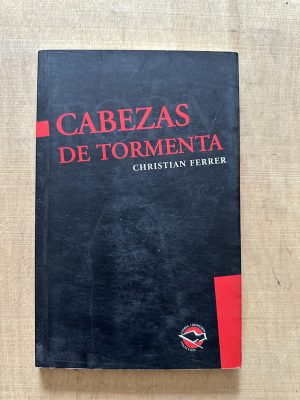 CABEZAS
DE TORMENTA
CHRISTIAN FERRER